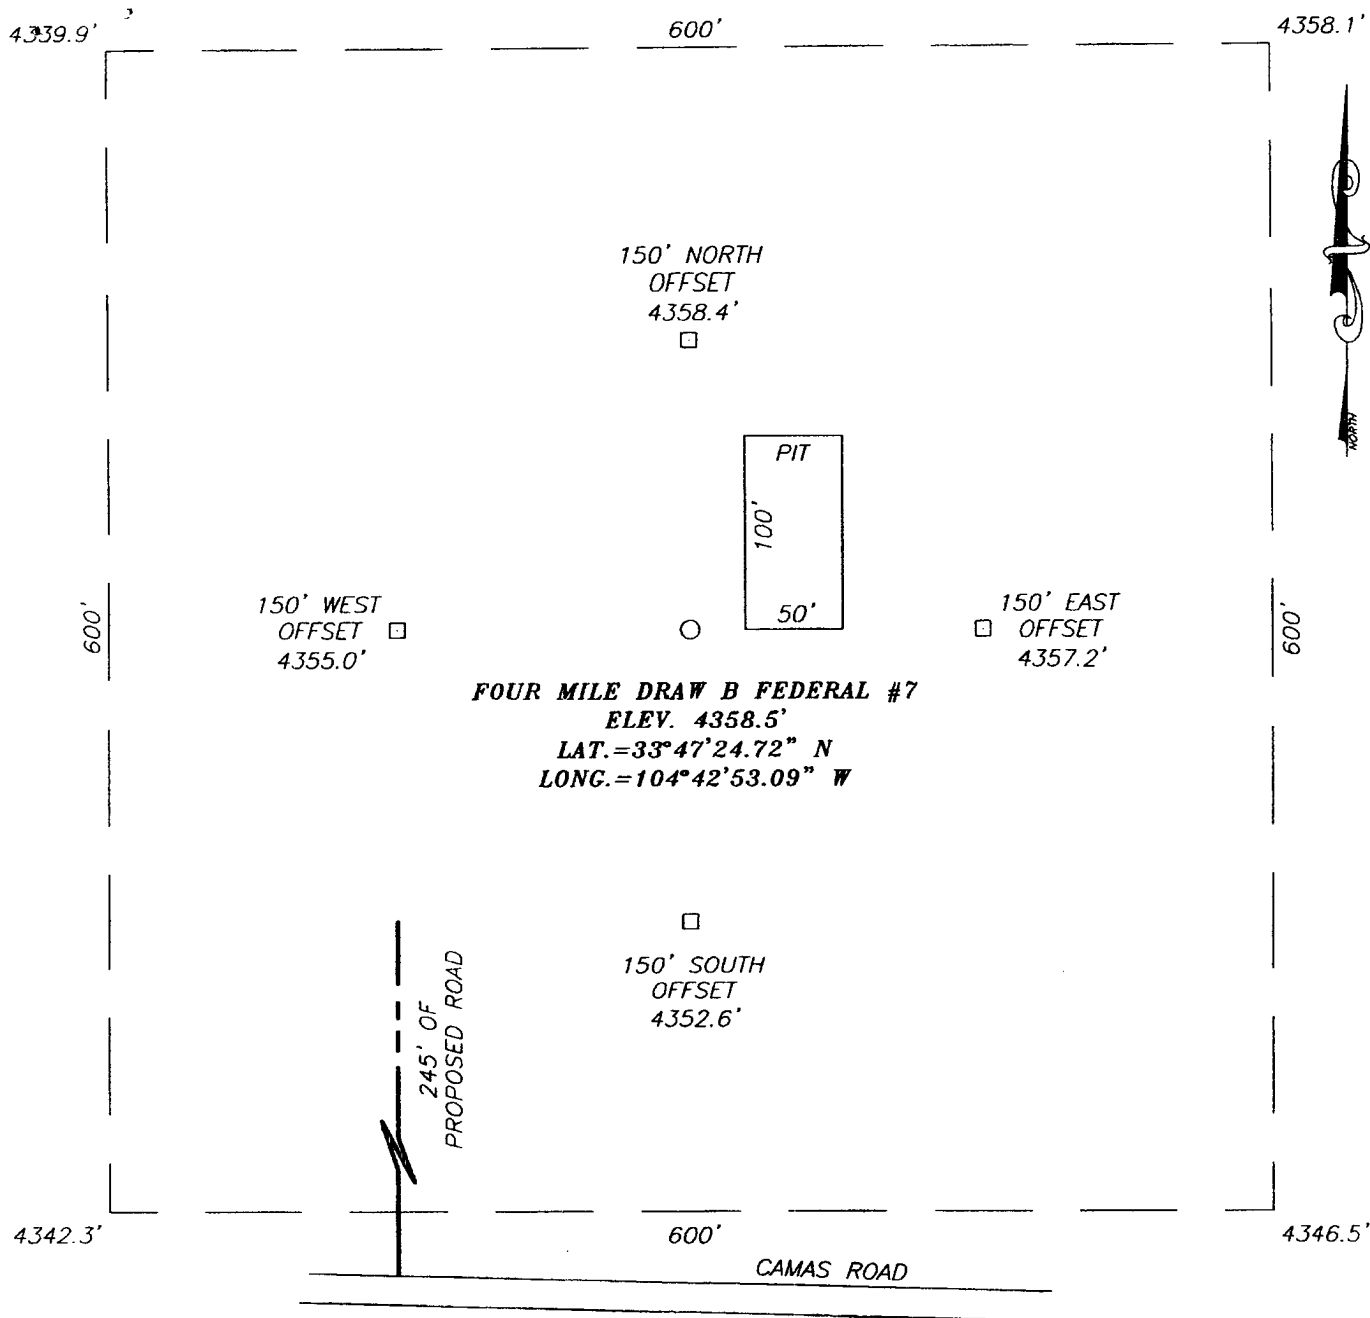 4339.9'
600'
4358.1'
NORTH
150' NORTH
OFFSET
4358.4'
PIT
100'
50'
600'
150' WEST
OFFSET
4355.0'
150' EAST
OFFSET
4357.2'
600'
FOUR MILE DRAW B FEDERAL #7
ELEV. 4358.5'
LAT.=33°47'24.72" N
LONG.=104°42'53.09" W
150' SOUTH
OFFSET
4352.6'
245' OF
PROPOSED ROAD
4342.3'
600'
4346.5'
CAMAS ROAD